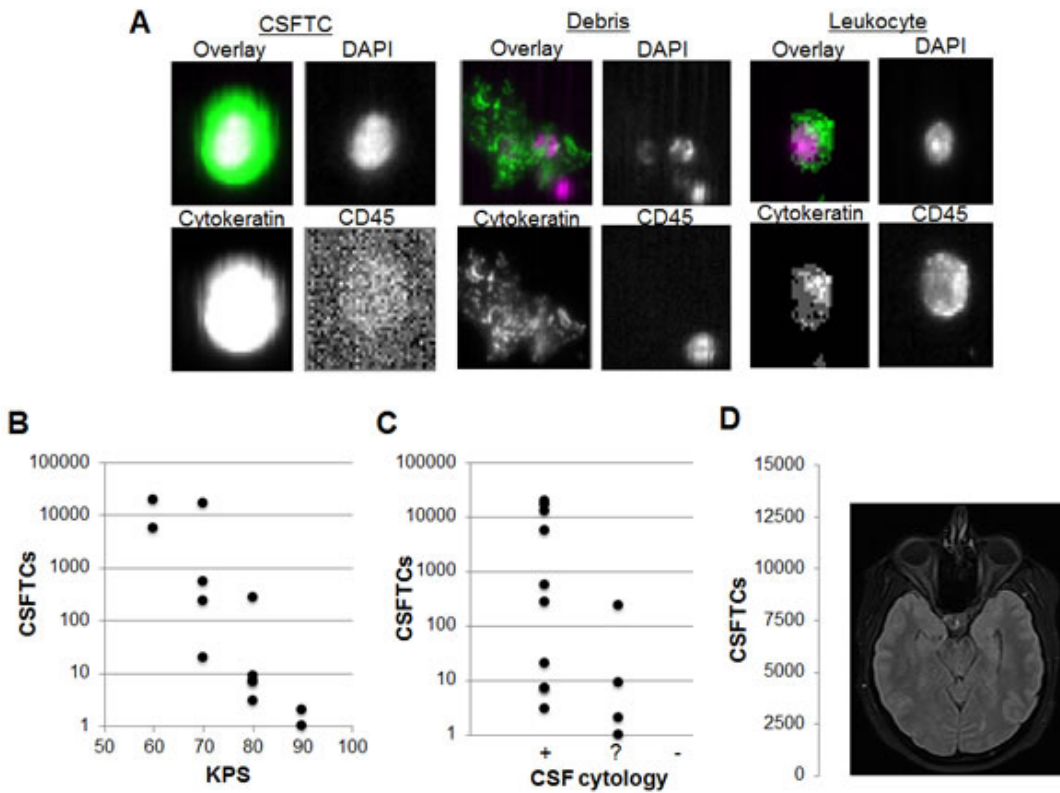 A
CSFTC
Debris
Leukocyte
Overlay DAPI
Overlay DAPI
Overlay DAPI
Cytokeratin CD45
Cytokeratin CD45
Cytokeratin CD45
B
CSFTCs
100000
10000
1000
100
10
1
50 60 70 80 90 100
KPS
C
CSFTCs
100000
10000
1000
100
10
1
+ ? -
CSF cytology
D
CSFTCs
15000
12500
10000
7500
5000
2500
0